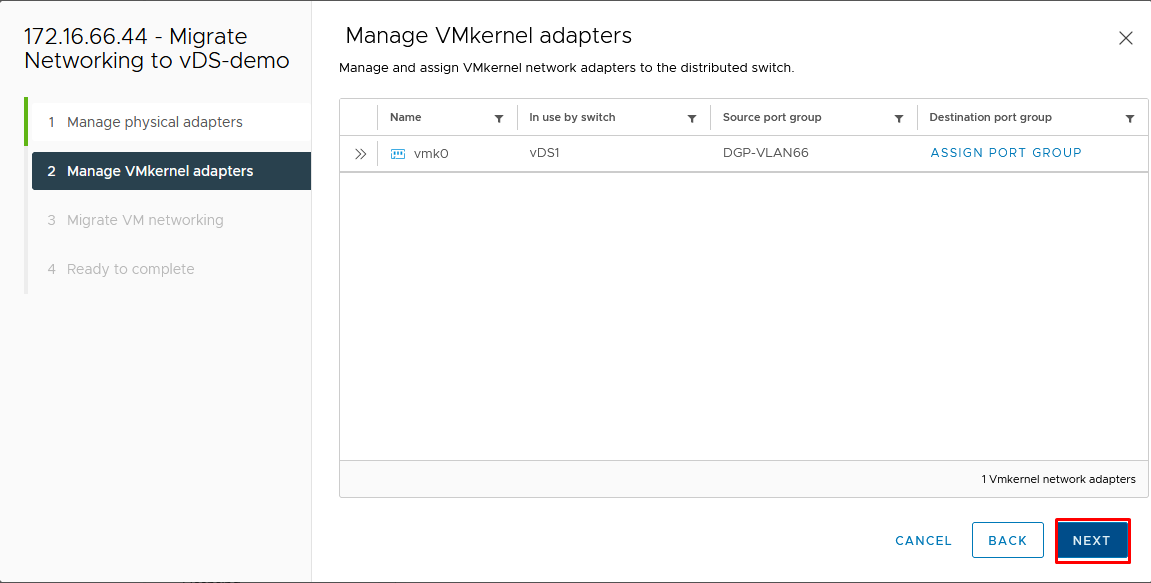 172.16.66.44 - Migrate
Networking to vDS-demo
1 Manage physical adapters
2 Manage VMkernel adapters
3 Migrate VM networking
4 Ready to complete
Manage VMkernel adapters
Manage and assign VMkernel network adapters to the distributed switch.
Name In use by switch Source port group Destination port group
vmk0 vDS1 DGP-VLAN66 ASSIGN PORT GROUP
1 Vmkernel network adapters
CANCEL BACK NEXT